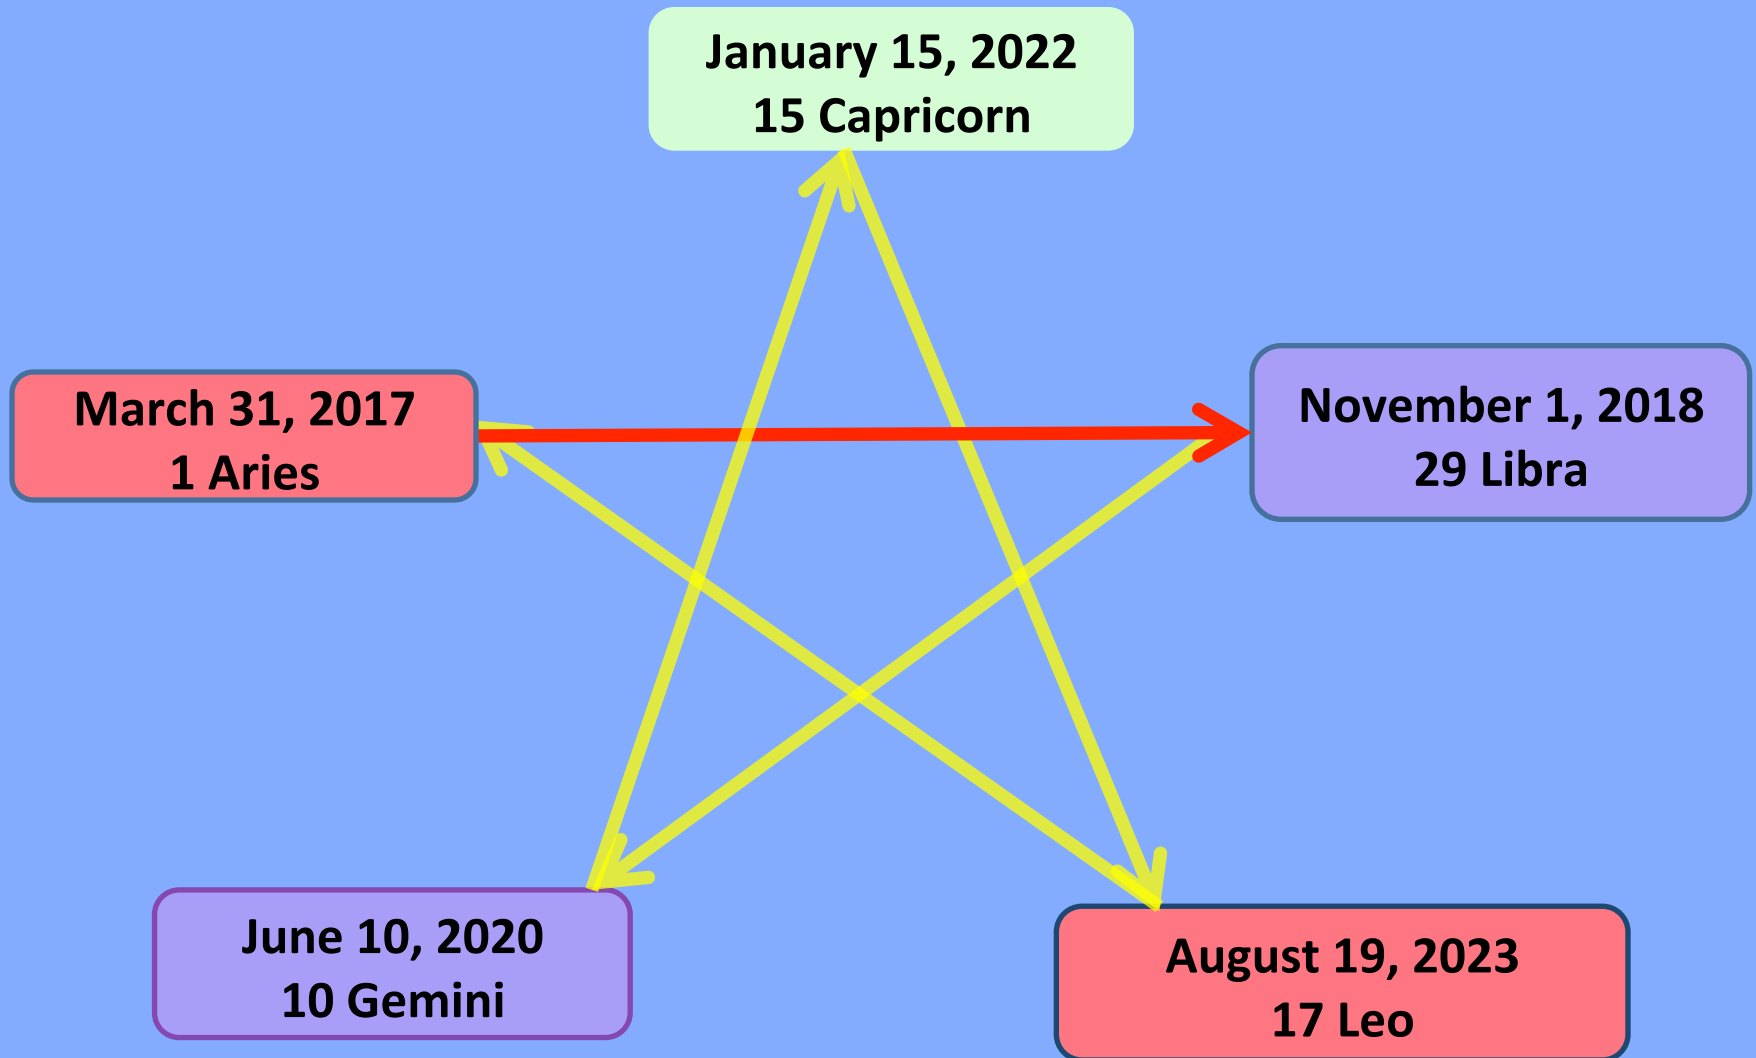 January 15, 2022
15 Capricorn
March 31, 2017
1 Aries
November 1, 2018
29 Libra
June 10, 2020
10 Gemini
August 19, 2023
17 Leo